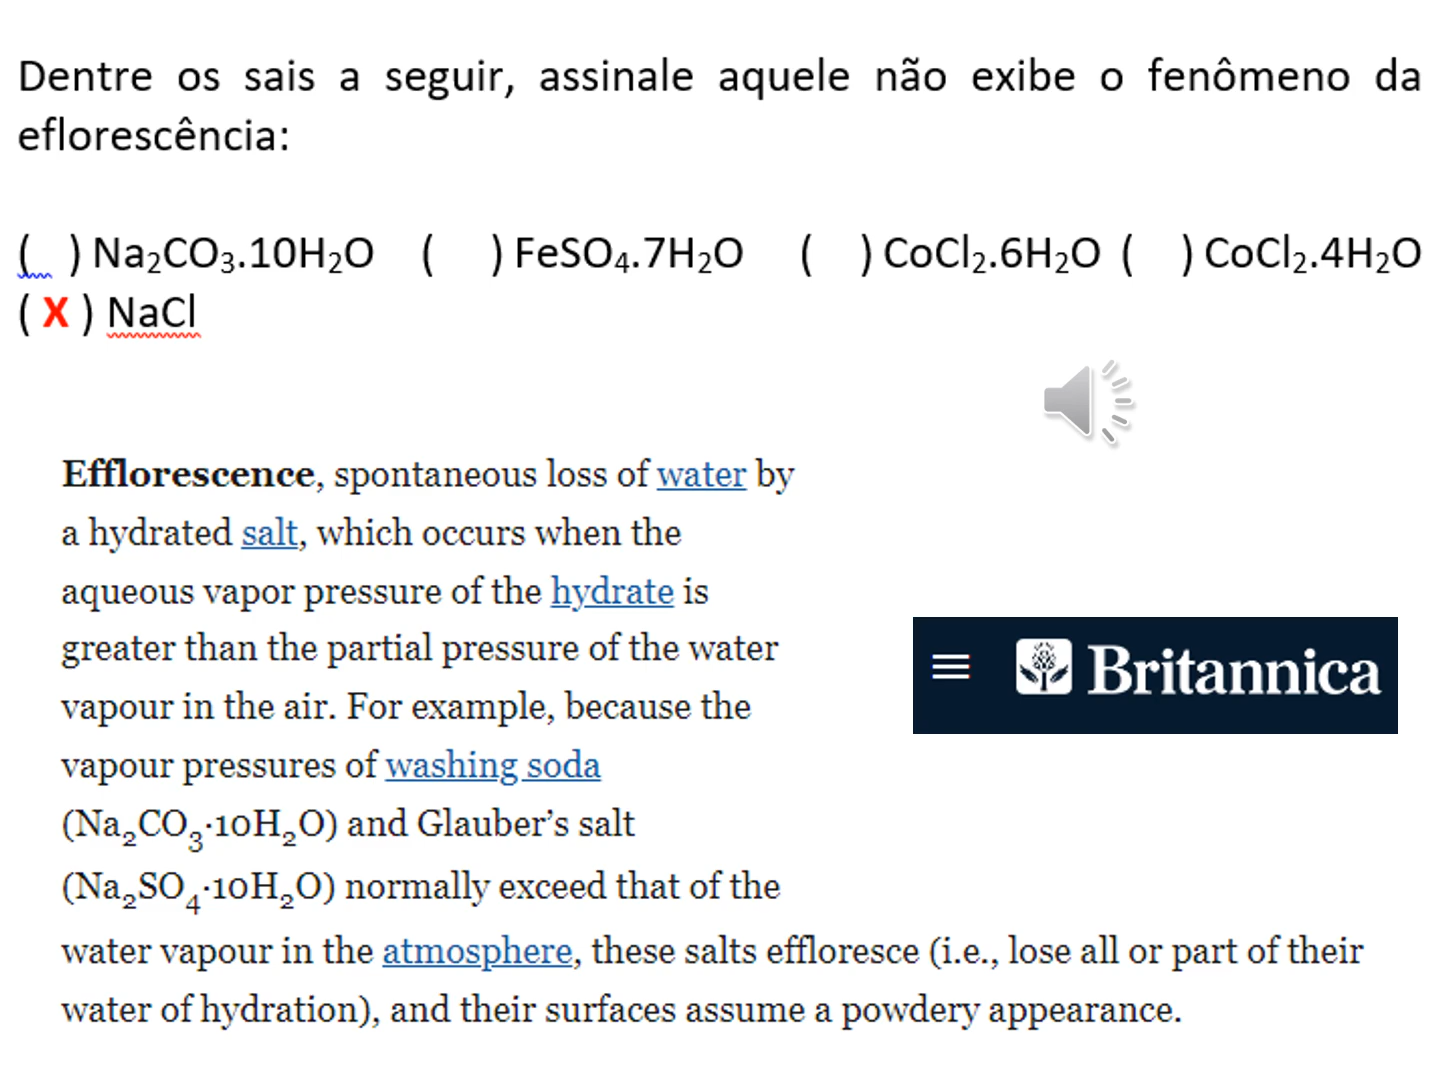 Dentre os sais a seguir, assinale aquele não exibe o fenômeno da
eflorescência:
( ) Na₂CO₃.10H₂O ( ) FeSO₄.7H₂O ( ) CoCl₂.6H₂O ( ) CoCl₂.4H₂O
( X ) NaCl
Efflorescence, spontaneous loss of water by
a hydrated salt, which occurs when the
aqueous vapor pressure of the hydrate is
greater than the partial pressure of the water
vapour in the air. For example, because the
vapour pressures of washing soda
(Na₂CO₃·10H₂O) and Glauber’s salt
(Na₂SO₄·10H₂O) normally exceed that of the
water vapour in the atmosphere, these salts effloresce (i.e., lose all or part of their
water of hydration), and their surfaces assume a powdery appearance.
Britannica